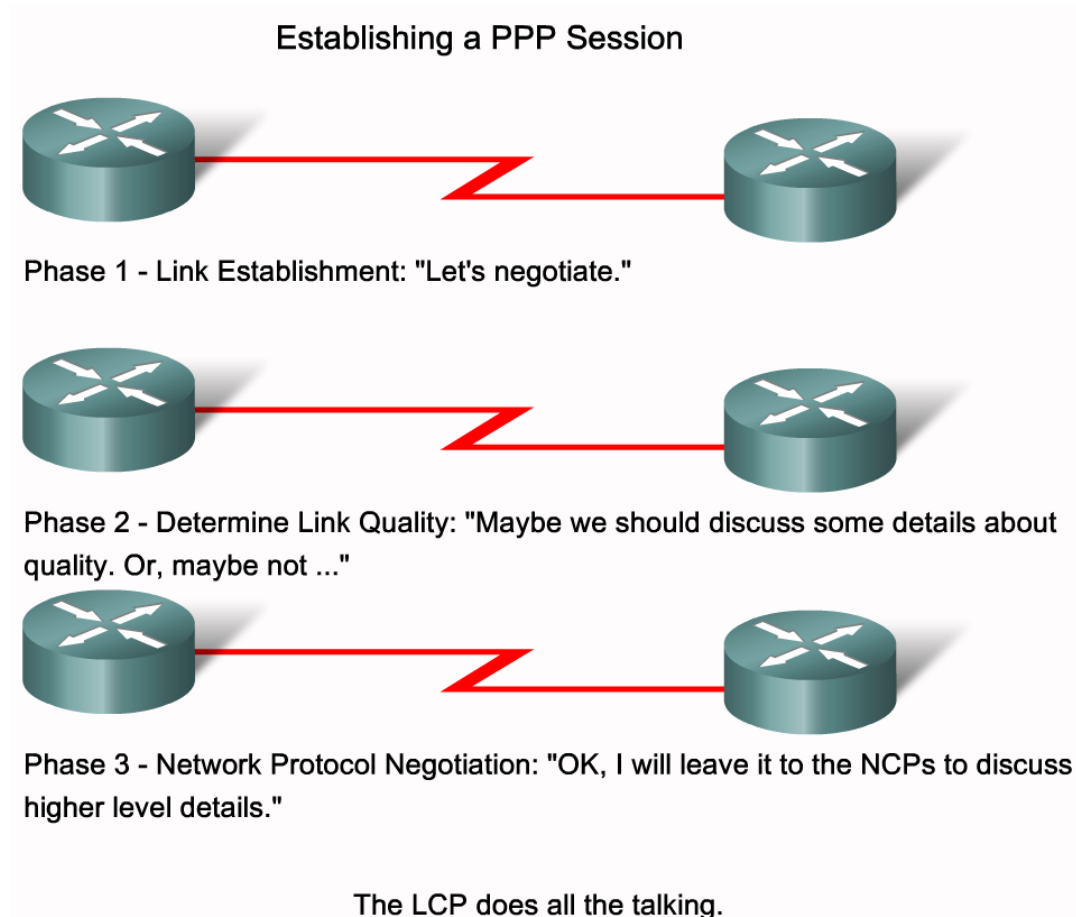 Establishing a PPP Session
Phase 1 - Link Establishment: "Let's negotiate."
Phase 2 - Determine Link Quality: "Maybe we should discuss some details about
quality. Or, maybe not ..."
Phase 3 - Network Protocol Negotiation: "OK, I will leave it to the NCPs to discuss
higher level details."
The LCP does all the talking.